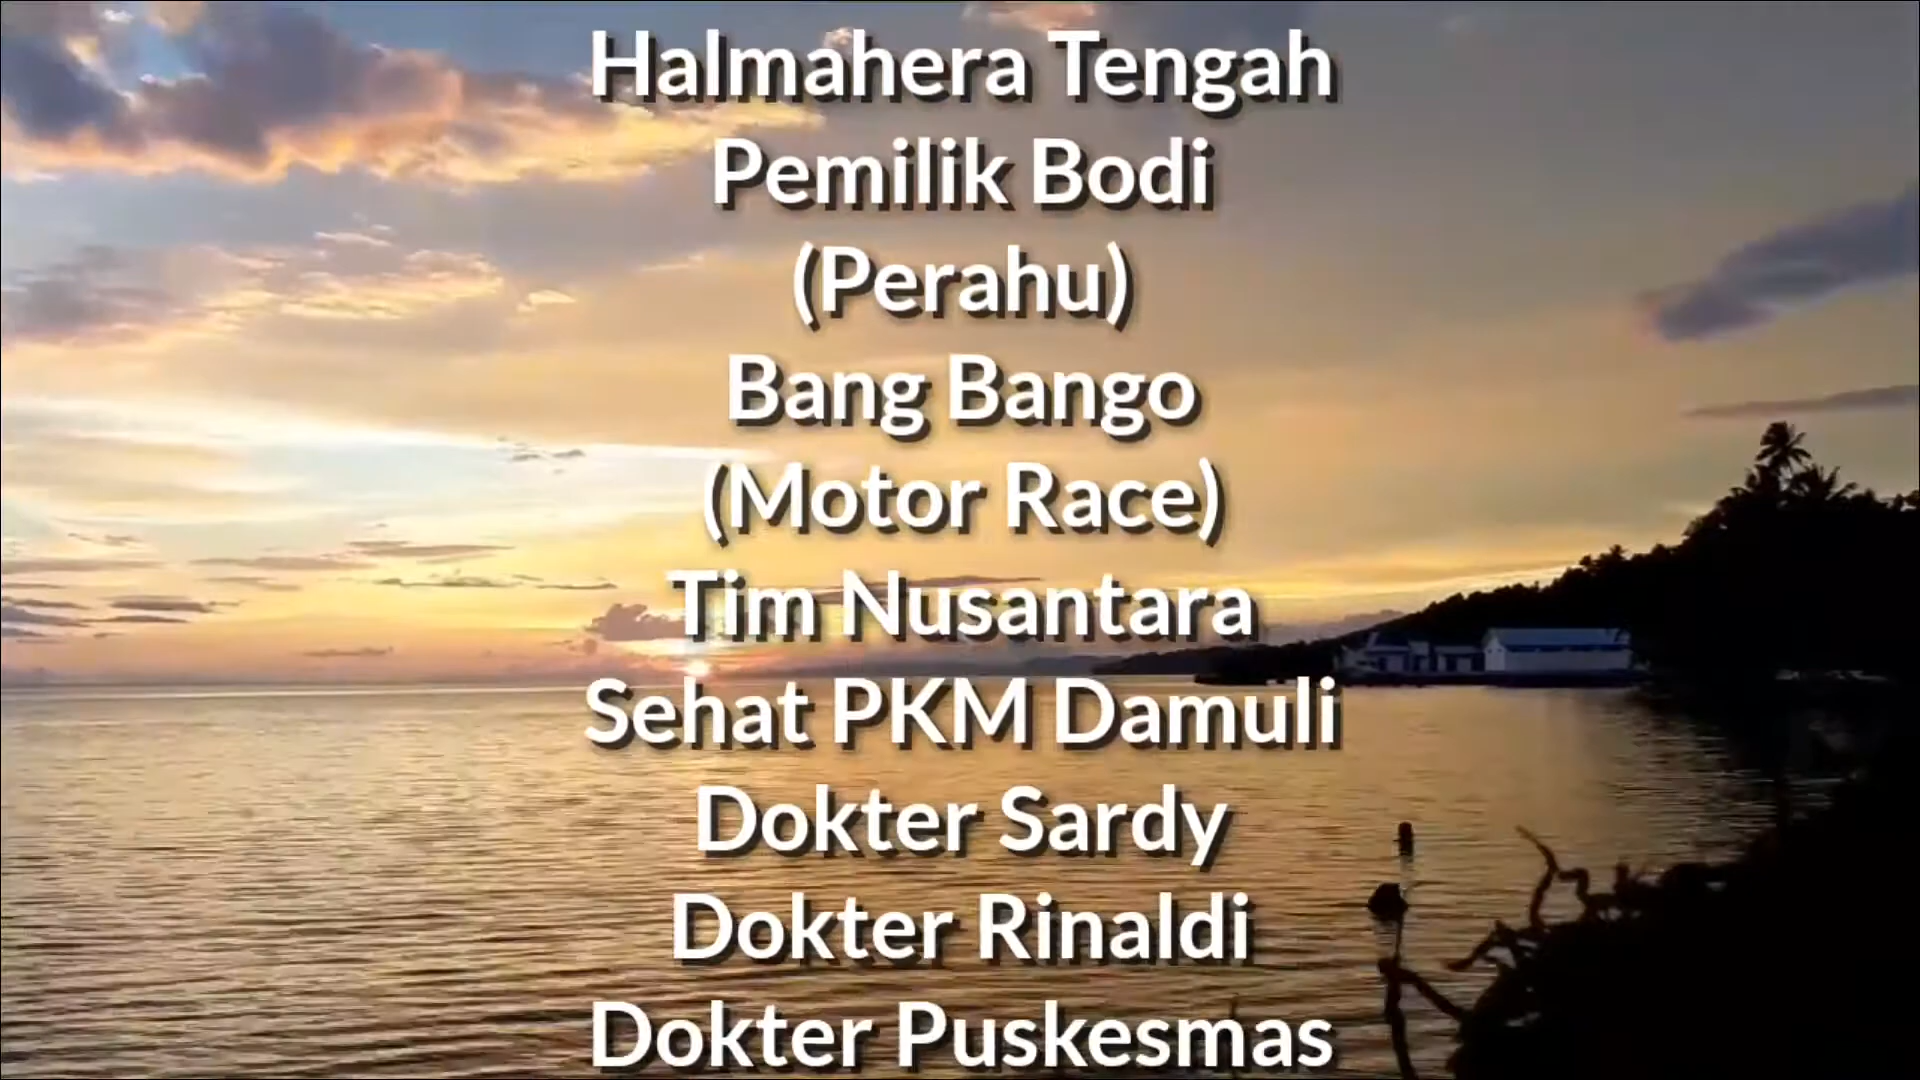 Halmahera Tengah
Pemilik Bodi
(Perahu)
Bang Bango
(Motor Race)
Tim Nusantara
Sehat PKM Damuli
Dokter Sardy
Dokter Rinaldi
Dokter Puskesmas